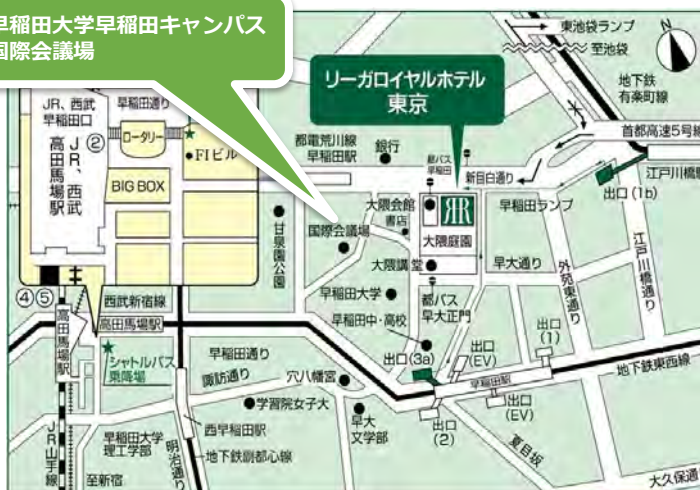 早稲田大学早稲田キャンパス
国際会議場
リーガロイヤルホテル
東京
東池袋ランプ
至池袋
N
地下鉄
有楽町線
首都高速5号線
江戸川橋
出口(1b)
JR、西武
早稲田口
早稲田通り
ロータリー
FIビル
②
JR、西武
高田馬場駅
BIG BOX
④⑤
都電荒川線
早稲田駅
銀行
都バス
早稲田
新目白通り
早稲田ランプ
大隈会館
書店
大隈庭園
国際会議場
甘泉園公園
大隈講堂
早大通り
外苑東通り
江戸川橋通り
早稲田大学
都バス
早大正門
早稲田中・高校
西武新宿線
高田馬場駅
高田馬場駅
シャトルバス
乗降場
早稲田通り
諏訪通り
穴八幡宮
出口(3a)
出口
(EV)
出口
(1)
早稲田駅
地下鉄東西線
学習院女子大
早大
文学部
出口
(2)
出口
(EV)
夏目坂
西早稲田駅
地下鉄副都心線
早稲田大学
理工学部
明治通り
JR山手線
至新宿
大久保通